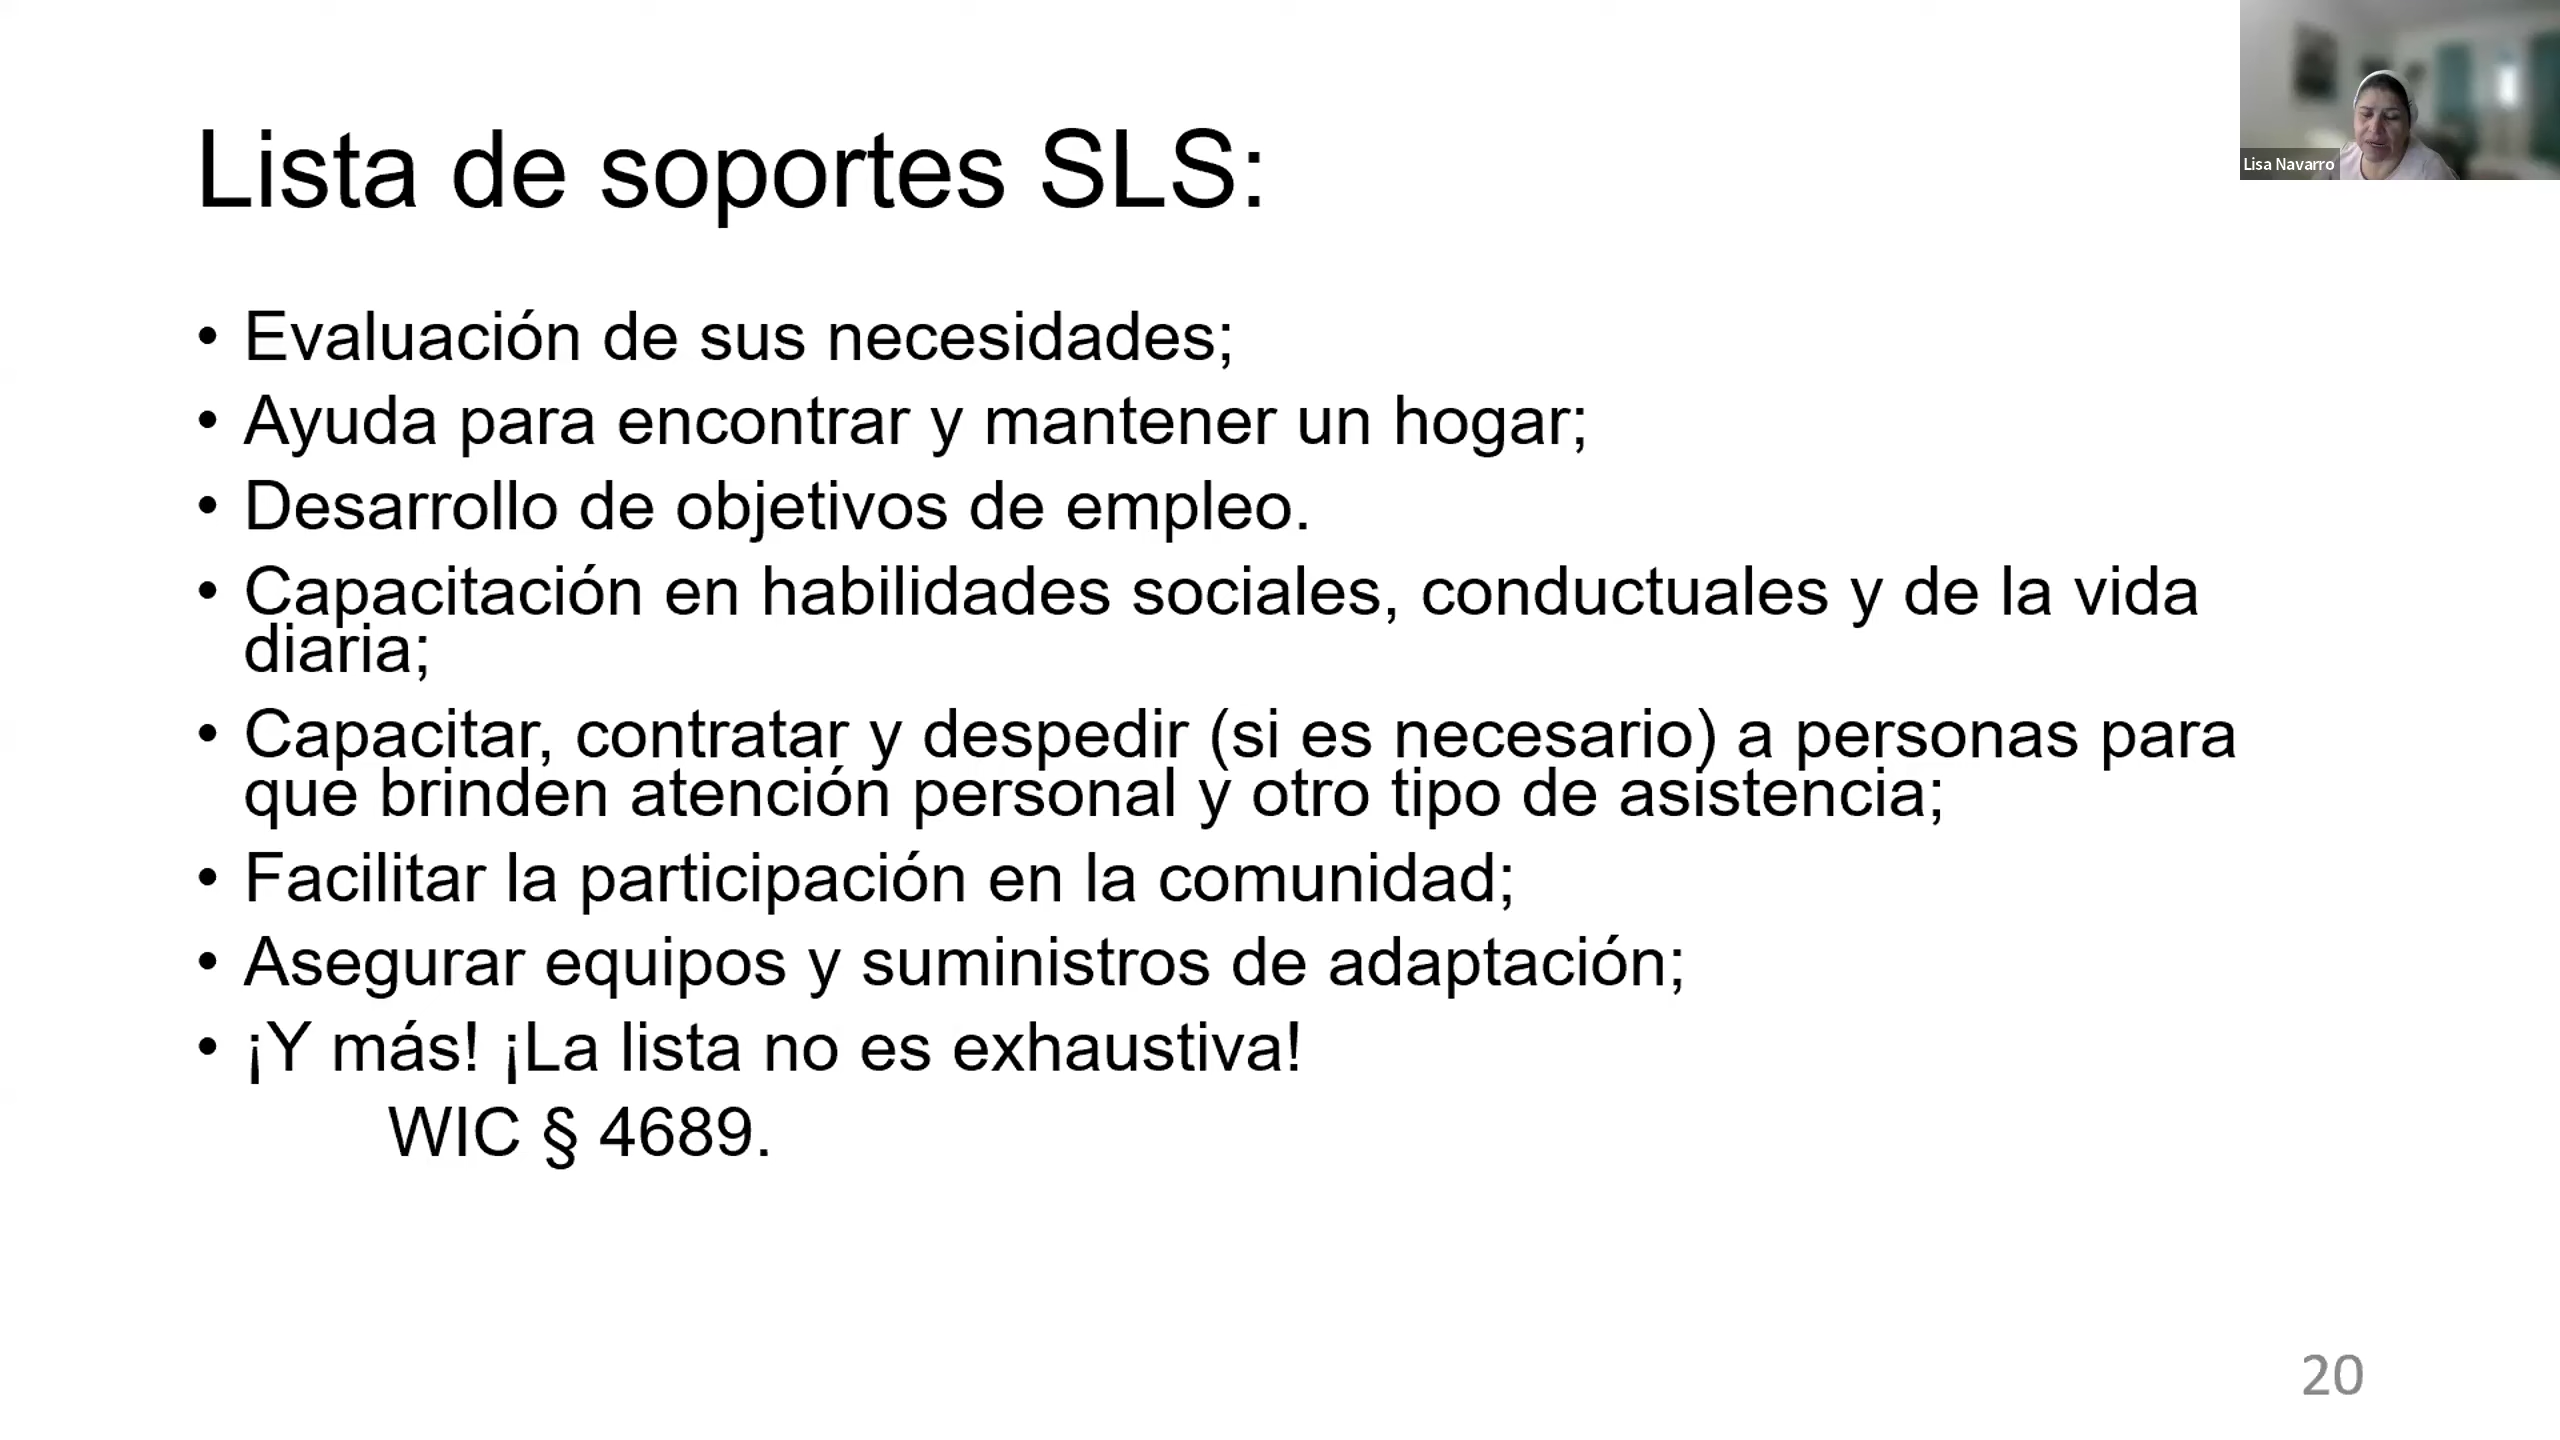 Lista de soportes SLS:
Lisa Navarro
• Evaluación de sus necesidades;
• Ayuda para encontrar y mantener un hogar;
• Desarrollo de objetivos de empleo.
• Capacitación en habilidades sociales, conductuales y de la vida
diaria;
• Capacitar, contratar y despedir (si es necesario) a personas para
que brinden atención personal y otro tipo de asistencia;
• Facilitar la participación en la comunidad;
• Asegurar equipos y suministros de adaptación;
• ¡Y más! ¡La lista no es exhaustiva!
WIC § 4689.
20